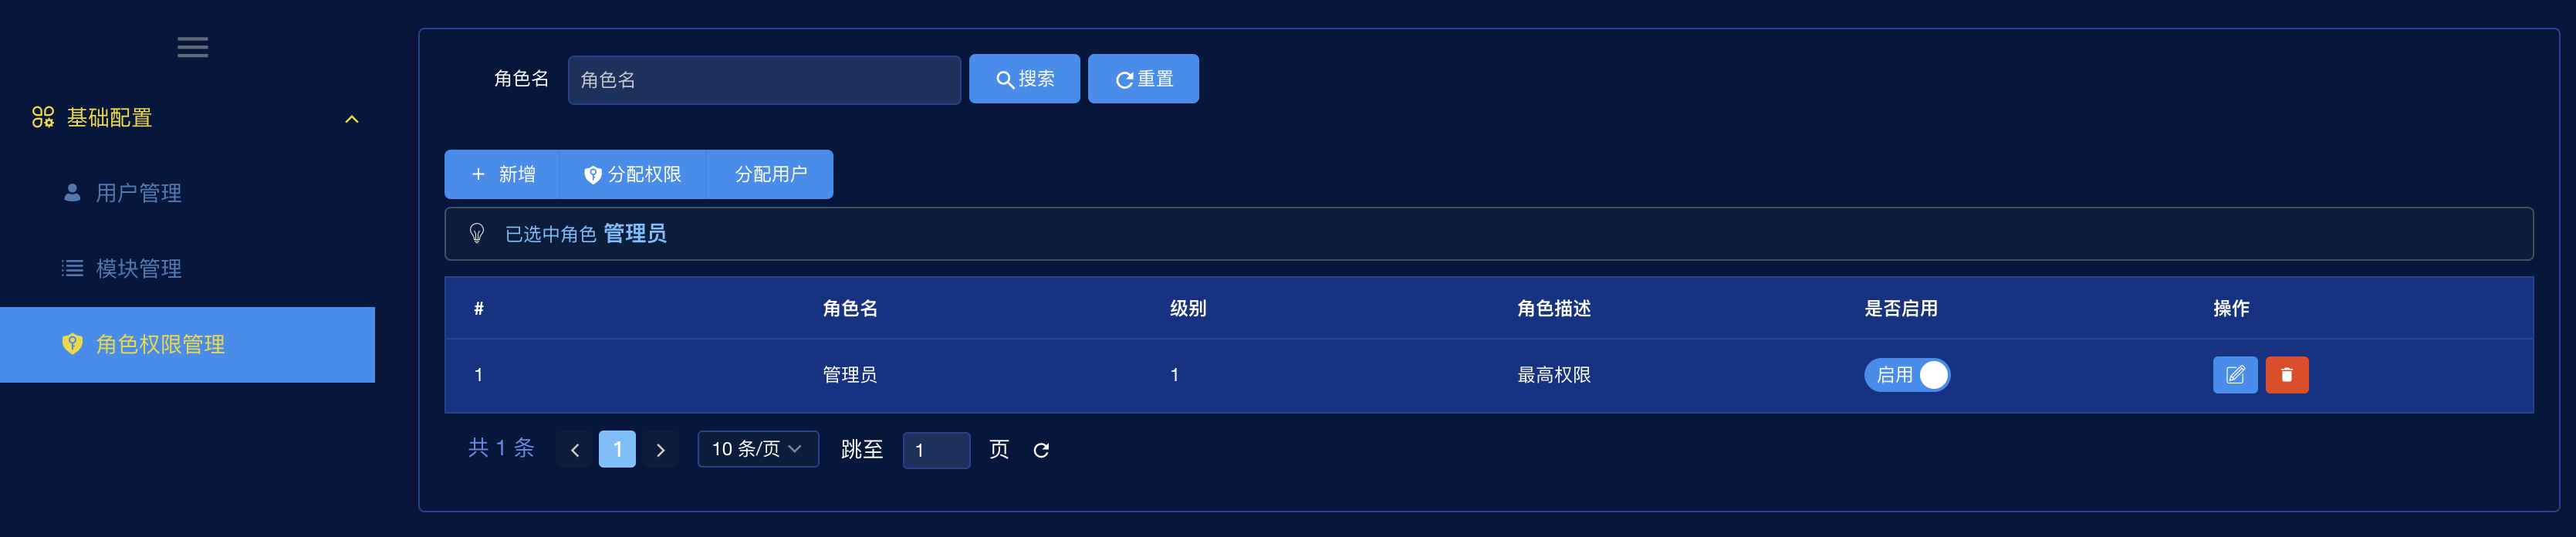 基础配置
用户管理
模块管理
角色权限管理
角色名 角色名 搜索 重置
+ 新增 分配权限 分配用户
已选中角色 管理员
# 角色名 级别 角色描述 是否启用 操作
1 管理员 1 最高权限 启用
共 1 条 < 1 > 10 条/页 跳至 1 页